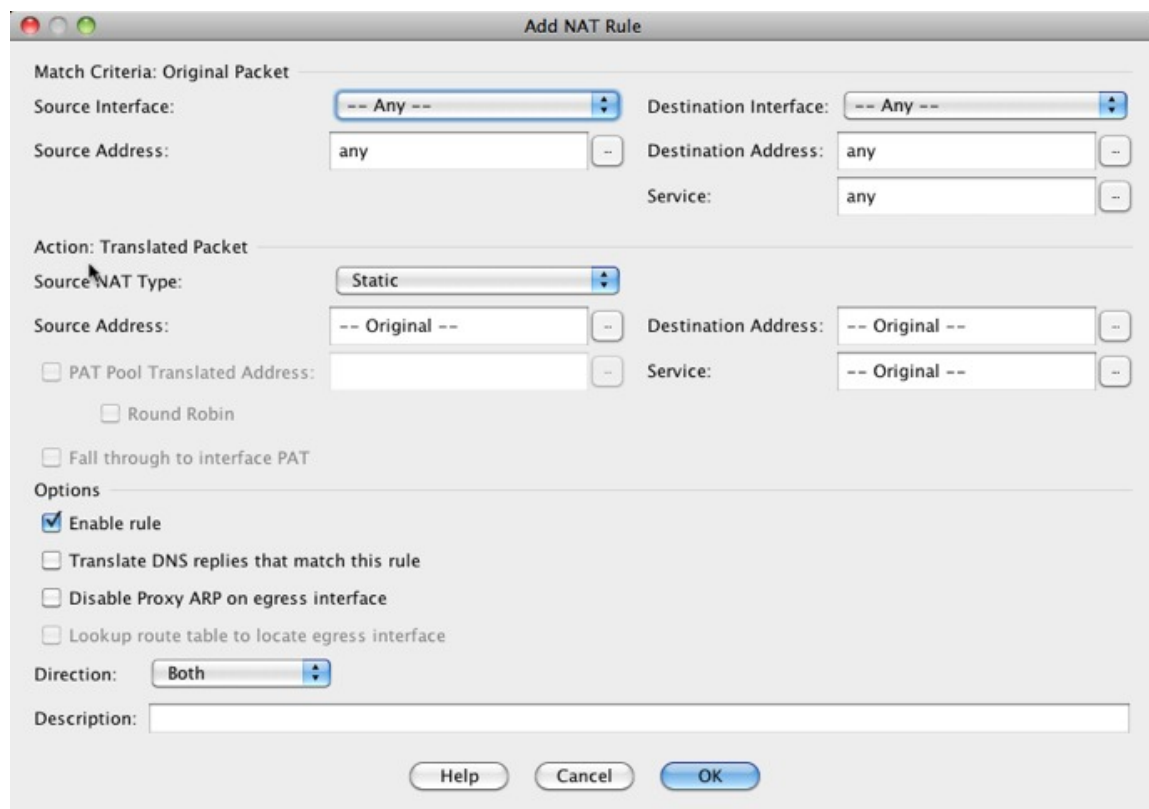 Add NAT Rule
Match Criteria: Original Packet
Source Interface: -- Any -- Destination Interface: -- Any --
Source Address: any ... Destination Address: any ...
Service: any ...
Action: Translated Packet
Source NAT Type: Static
Source Address: -- Original -- ... Destination Address: -- Original -- ...
PAT Pool Translated Address: ... Service: -- Original -- ...
Round Robin
Fall through to interface PAT
Options
Enable rule
Translate DNS replies that match this rule
Disable Proxy ARP on egress interface
Lookup route table to locate egress interface
Direction: Both
Description:
Help Cancel OK